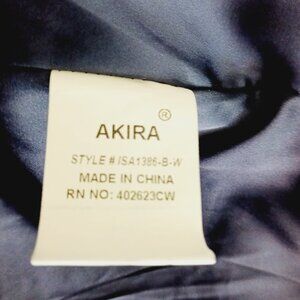 AKIRA®
STYLE # ISA1386-B-W
MADE IN CHINA
RN NO: 402623CW